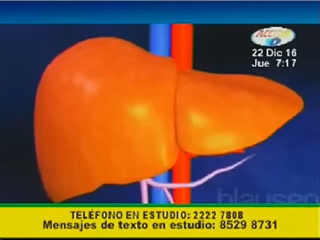 ACCION
22 Dic 16
Jue 7:17
blausen
TELÉFONO EN ESTUDIO: 2222 7808
Mensajes de texto en estudio: 8529 8731